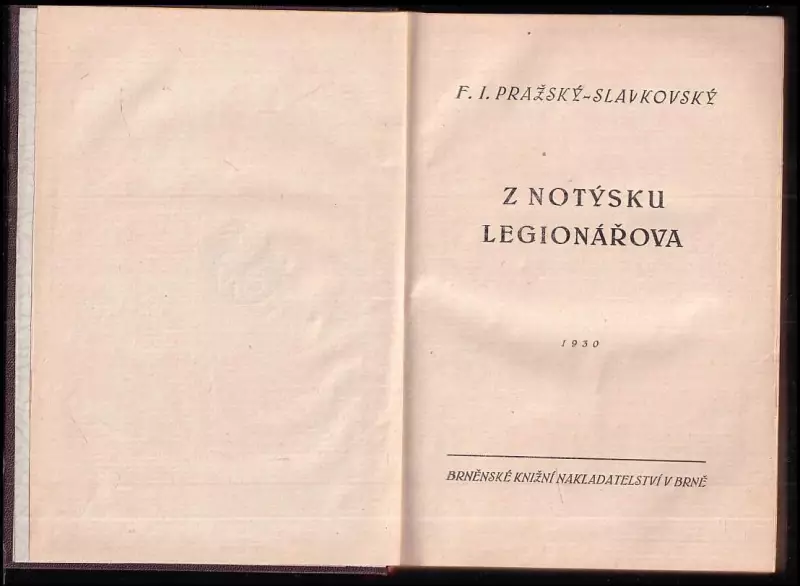 F. I. PRAŽSKÝ-SLAVKOVSKÝ
Z NOTÝSKU
LEGIONÁŘOVA
1930
BRNĚNSKÉ KNIŽNÍ NAKLADATELSTVÍ V BRNĚ